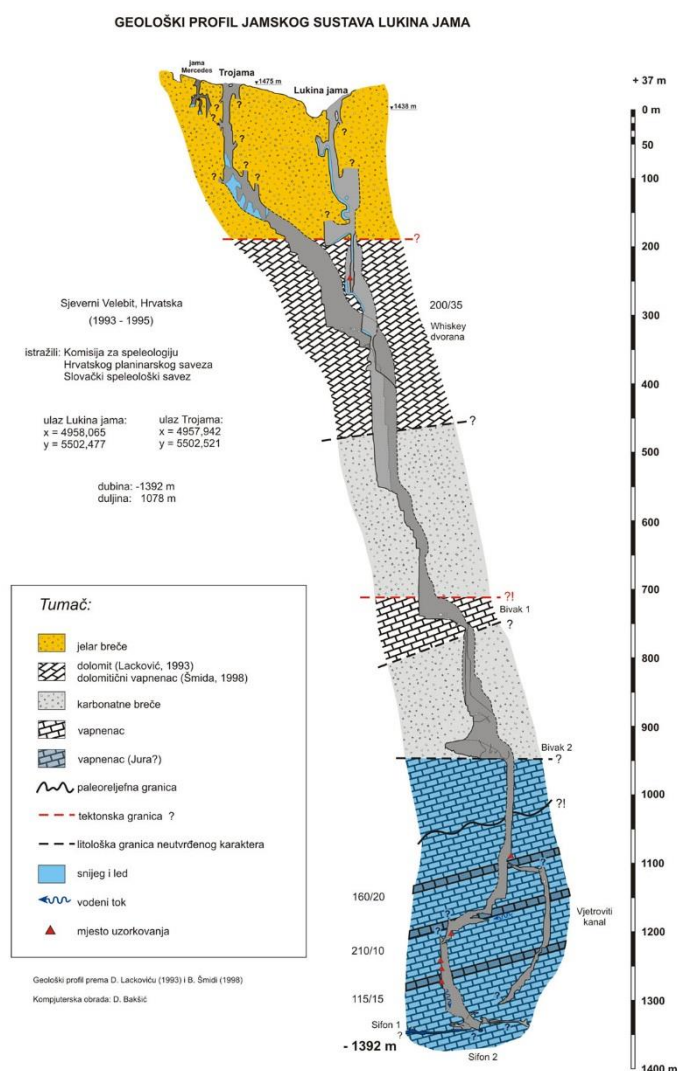 GEOLOŠKI PROFIL JAMSKOG SUSTAVA LUKINA JAMA
jama
Mercedes
Trojama
1475 m
Lukina jama
1438 m
+ 37 m
0 m
50
100
200
300
400
500
600
700
800
900
1000
1100
1200
1300
1400 m
?
?
?
?
?
?
?
?
?
?
?
?
Sjeverni Velebit, Hrvatska
(1993 - 1995)
istražili: Komisija za speleologiju
Hrvatskog planinarskog saveza
Slovački speleološki savez
ulaz Lukina jama:
x = 4958,065
y = 5502,477
ulaz Trojama:
x = 4957,942
y = 5502,521
dubina: -1392 m
duljina: 1078 m
200/35
Whiskey
dvorana
?
?!
Bivak 1
?
Bivak 2
?
?!
160/20
210/10
115/15
Vjetroviti
kanal
?
?
?
Sifon 1
?
?
- 1392 m
Sifon 2
Tumač:
jelar breče
dolomit (Lacković, 1993)
dolomitični vapnenac (Šmida, 1998)
karbonatne breče
vapnenac
vapnenac (Jura?)
paleoreljefna granica
tektonska granica ?
litološka granica neutvrđenog karaktera
snijeg i led
vodeni tok
mjesto uzorkovanja
Geološki profil prema D. Lackoviću (1993) i B. Šmidi (1998)
Kompjuterska obrada: D. Bakšić